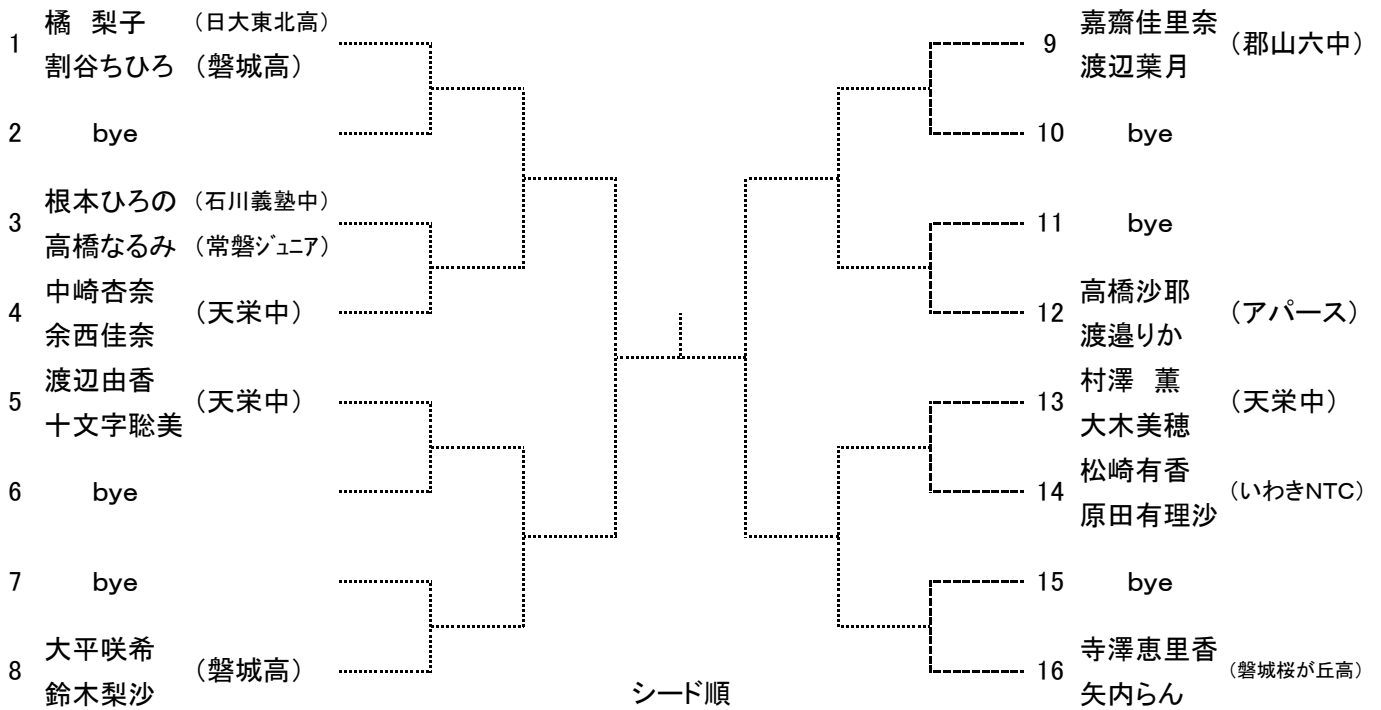 橘　梨子 （日大東北高）
1
割谷ちひろ （磐城高）
2 bye
根本ひろの （石川義塾中）
3
高橋なるみ （常磐ｼﾞｭﾆｱ）
中崎杏奈
4 （天栄中）
余西佳奈
渡辺由香
5 （天栄中）
十文字聡美
6 bye
7 bye
大平咲希
8 （磐城高）
鈴木梨沙
嘉齋佳里奈
9 （郡山六中）
渡辺葉月
10 bye
11 bye
高橋沙耶
12 （アパース）
渡邉りか
村澤　薫
13 （天栄中）
大木美穂
松崎有香
14 （いわきNTC）
原田有理沙
15 bye
寺澤恵里香
16 （磐城桜が丘高）
矢内らん
シード順